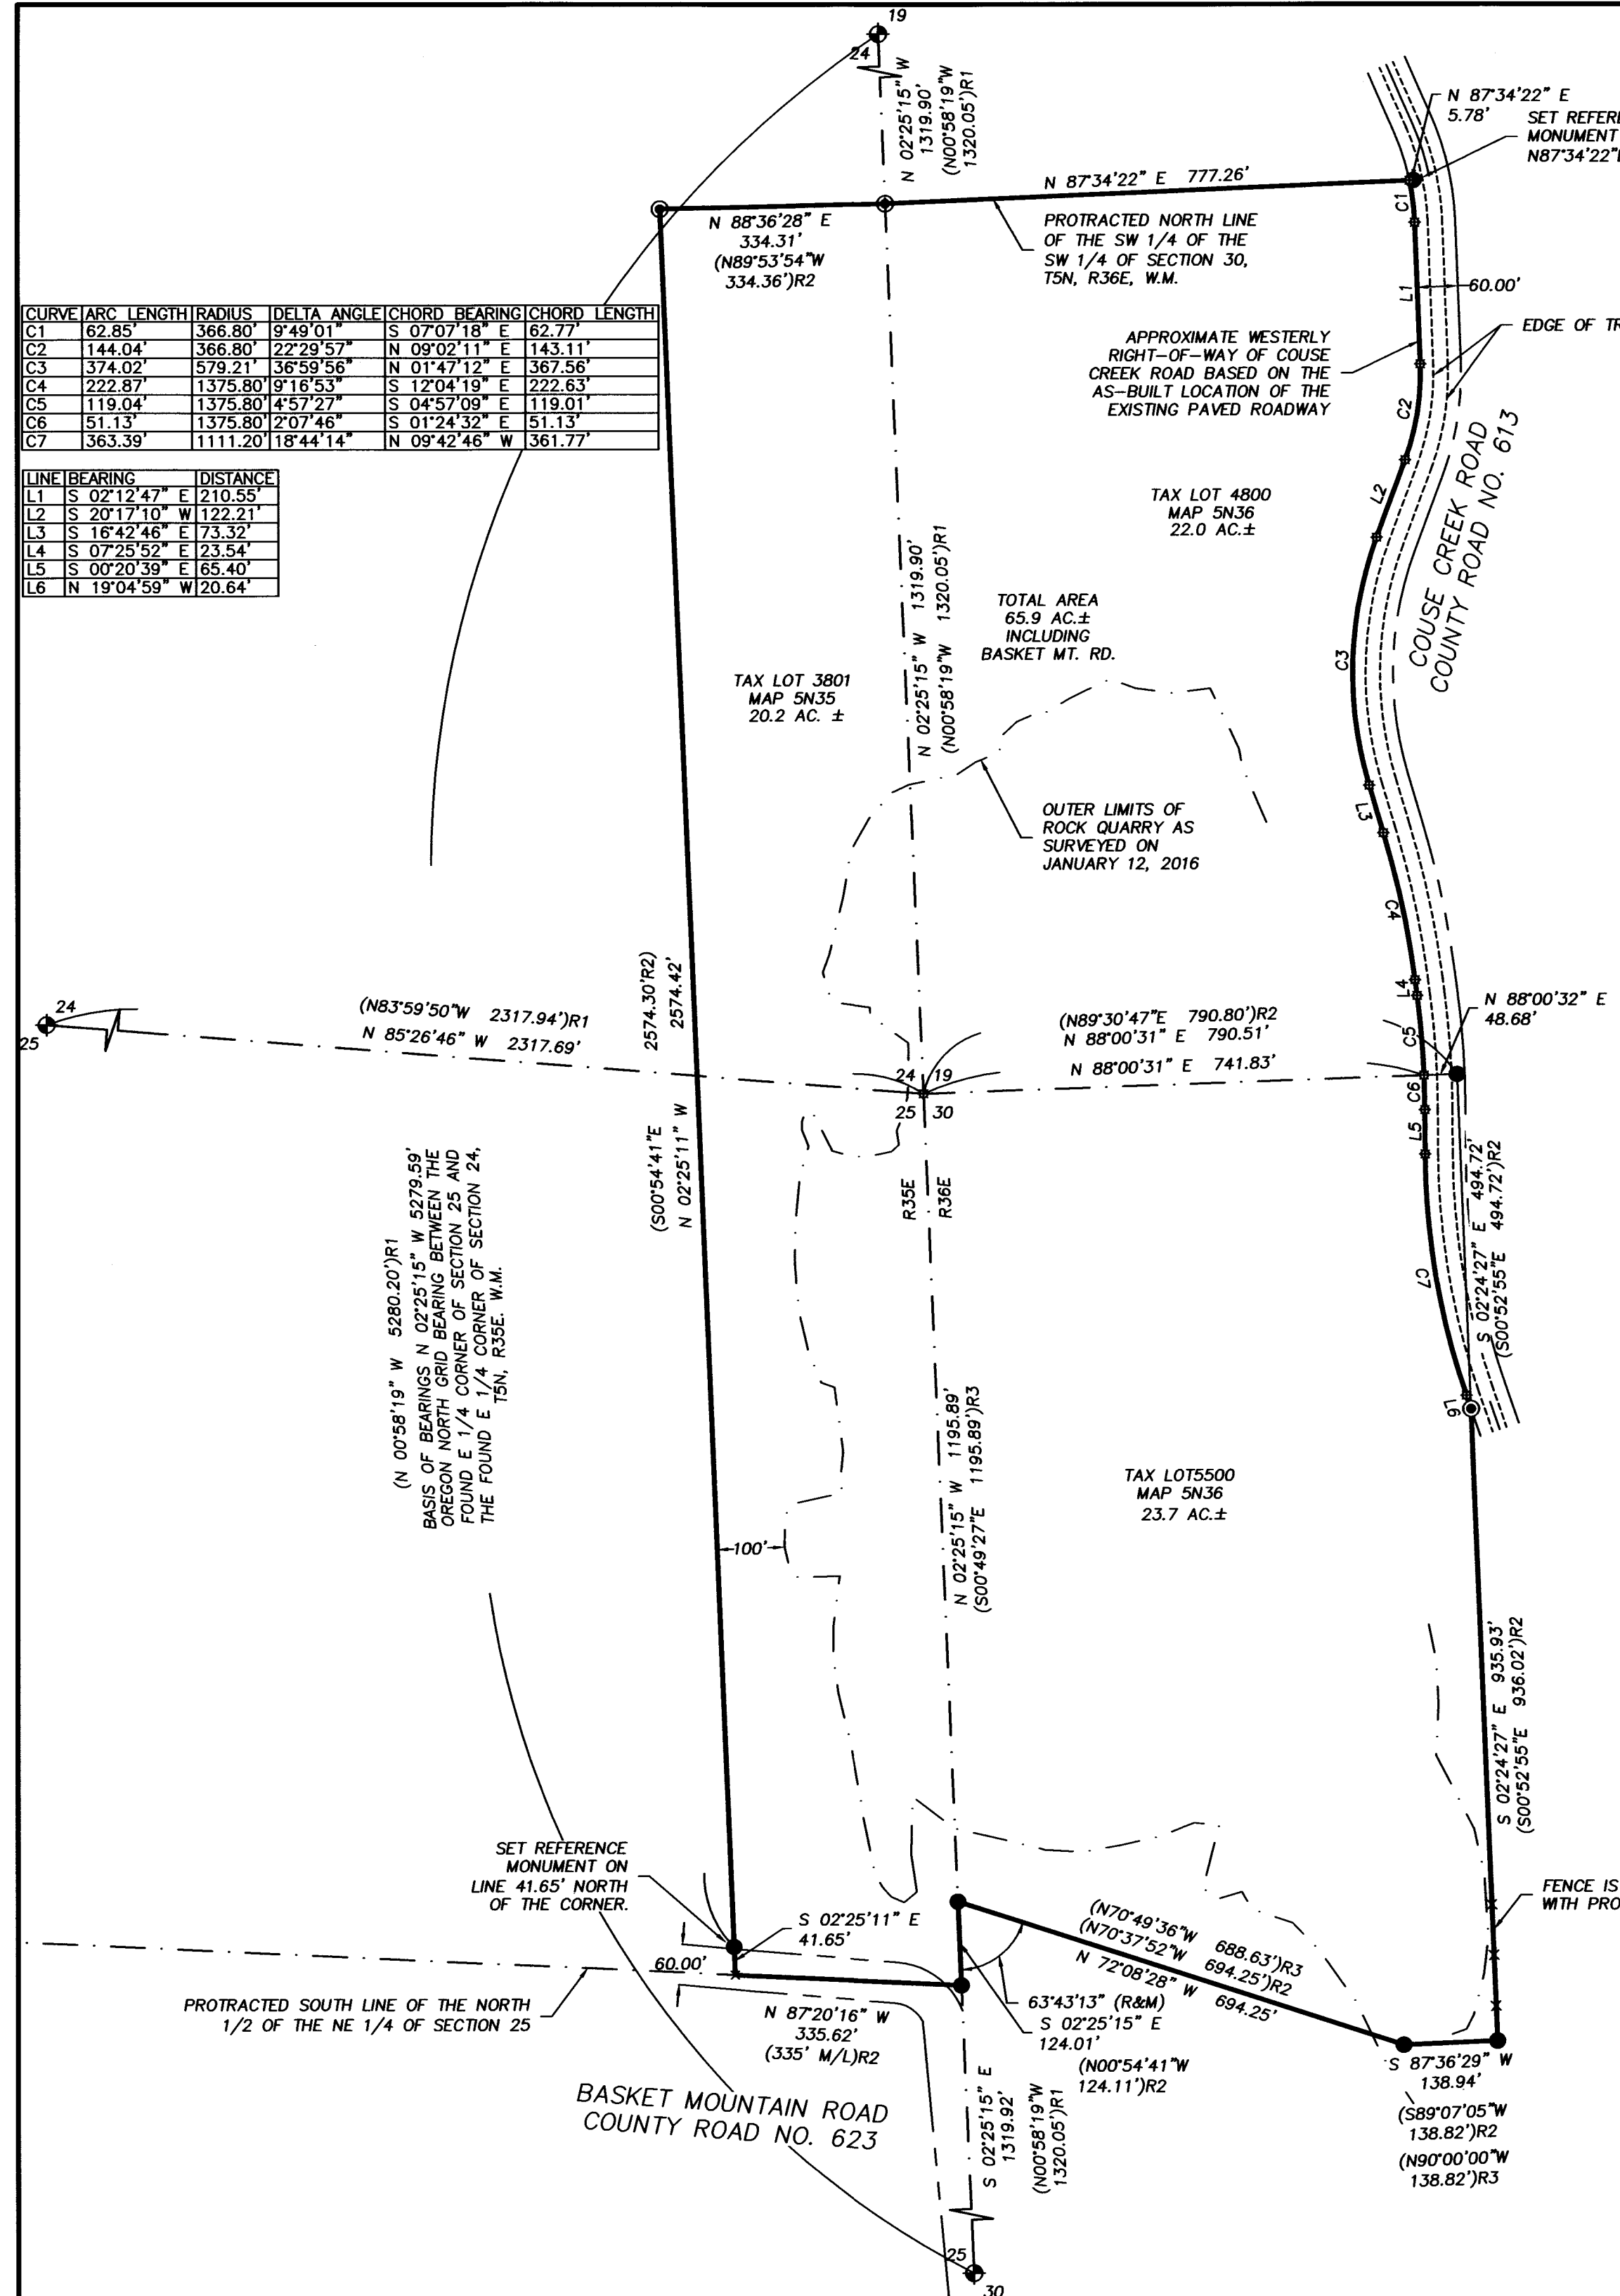 19
24
N 02°25'15" W
1319.90'
(N00°58'19"W
1320.05')R1
N 87°34'22" E
5.78'
SET REFERE
MONUMENT
N87°34'22"E
N 87°34'22" E 777.26'
N 88°36'28" E
334.31'
(N89°53'54"W
334.36')R2
PROTRACTED NORTH LINE
OF THE SW 1/4 OF THE
SW 1/4 OF SECTION 30,
T5N, R36E, W.M.
C1
L1
60.00'
EDGE OF TR
APPROXIMATE WESTERLY
RIGHT-OF-WAY OF COUSE
CREEK ROAD BASED ON THE
AS-BUILT LOCATION OF THE
EXISTING PAVED ROADWAY
CURVE ARC LENGTH RADIUS DELTA ANGLE CHORD BEARING CHORD LENGTH
C1 62.85' 366.80' 9°49'01" S 07°07'18" E 62.77'
C2 144.04' 366.80' 22°29'57" N 09°02'11" E 143.11'
C3 374.02' 579.21' 36°59'56" N 01°47'12" E 367.56'
C4 222.87' 1375.80' 9°16'53" S 12°04'19" E 222.63'
C5 119.04' 1375.80' 4°57'27" S 04°57'09" E 119.01'
C6 51.13' 1375.80' 2°07'46" S 01°24'32" E 51.13'
C7 363.39' 1111.20' 18°44'14" N 09°42'46" W 361.77'
LINE BEARING DISTANCE
L1 S 02°12'47" E 210.55'
L2 S 20°17'10" W 122.21'
L3 S 16°42'46" E 73.32'
L4 S 07°25'52" E 23.54'
L5 S 00°20'39" E 65.40'
L6 N 19°04'59" W 20.64'
C2
L2
COUSE CREEK ROAD
COUNTY ROAD NO. 613
TAX LOT 4800
MAP 5N36
22.0 AC.±
N 02°25'15" W 1319.90'
(N00°58'19"W 1320.05')R1
TOTAL AREA
65.9 AC.±
INCLUDING
BASKET MT. RD.
C3
TAX LOT 3801
MAP 5N35
20.2 AC. ±
OUTER LIMITS OF
ROCK QUARRY AS
SURVEYED ON
JANUARY 12, 2016
L3
C4
L4
24
25
(N83°59'50"W 2317.94')R1
N 85°26'46" W 2317.69'
(S00°54'41"E 2574.30'R2)
N 02°25'11" W 2574.42'
(N89°30'47"E 790.80')R2
N 88°00'31" E 790.51'
N 88°00'31" E 741.83'
N 88°00'32" E
48.68'
C5
24 19
25 30
C6
L5
R35E
R36E
S 02°24'27" E 494.72'
(S00°52'55"E 494.72')R2
(N 00°58'19" W 5280.20')R1
BASIS OF BEARINGS N 02°25'15" W 5279.59'
OREGON NORTH GRID BEARING BETWEEN THE
FOUND E 1/4 CORNER OF SECTION 25 AND
THE FOUND E 1/4 CORNER OF SECTION 24,
T5N, R35E. W.M.
C7
L6
N 02°25'15" W 1195.89'
(S00°49'27"E 1195.89')R3
TAX LOT5500
MAP 5N36
23.7 AC.±
100'
S 02°24'27" E 935.93'
(S00°52'55"E 936.02')R2
SET REFERENCE
MONUMENT ON
LINE 41.65' NORTH
OF THE CORNER.
S 02°25'11" E
41.65'
FENCE IS
WITH PRO
(N70°49'36"W 688.63')R3
(N70°37'52"W 694.25')R2
N 72°08'28" W 694.25'
60.00'
PROTRACTED SOUTH LINE OF THE NORTH
1/2 OF THE NE 1/4 OF SECTION 25
N 87°20'16" W
335.62'
(335' M/L)R2
63°43'13" (R&M)
S 02°25'15" E
124.01'
(N00°54'41"W
124.11')R2
S 87°36'29" W
138.94'
(S89°07'05"W
138.82')R2
(N90°00'00"W
138.82')R3
BASKET MOUNTAIN ROAD
COUNTY ROAD NO. 623
S 02°25'15" E
1319.92'
(N00°58'19"W
1320.05')R1
25
30